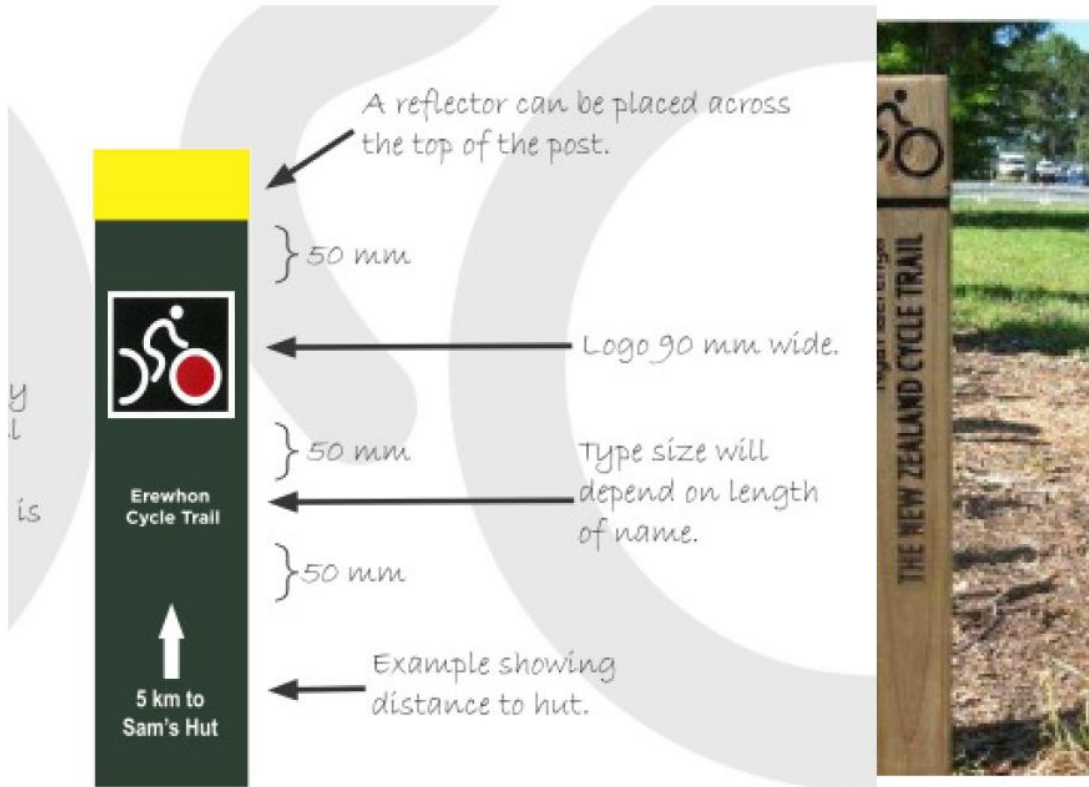 A reflector can be placed across
the top of the post.
50 mm
Logo 90 mm wide.
50 mm
Type size will
depend on length
of name.
50 mm
Example showing
distance to hut.
Erewhon
Cycle Trail
5 km to
Sam's Hut
is
THE NEW ZEALAND CYCLE TRAIL